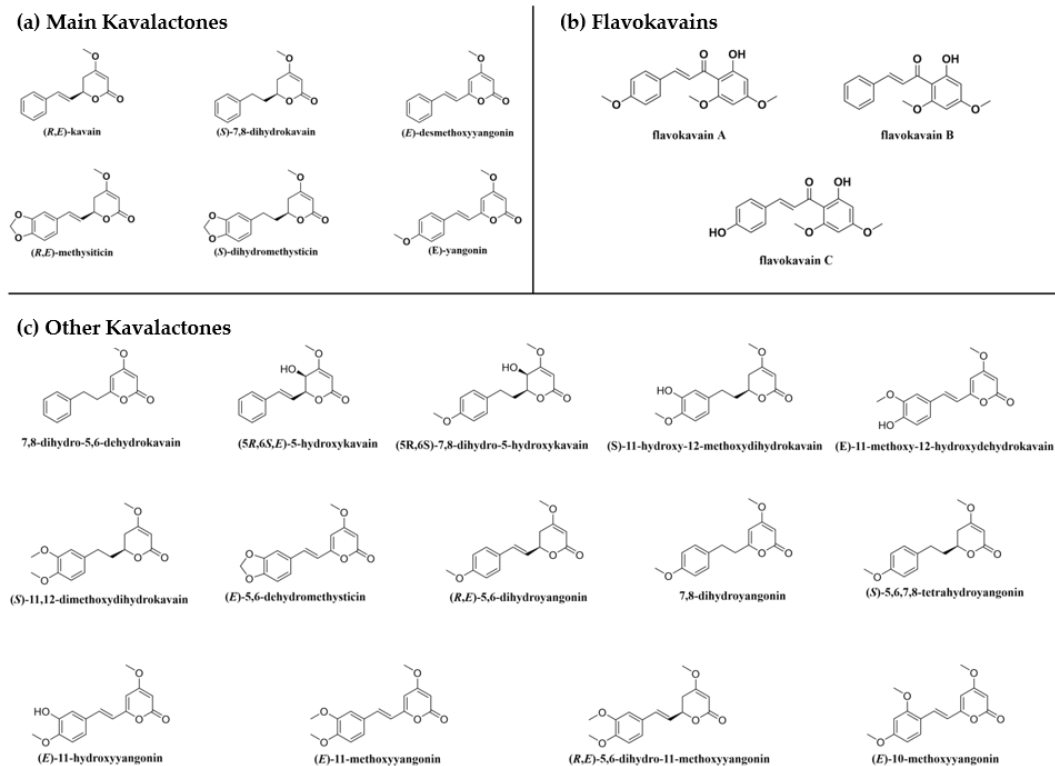 (a) Main Kavalactones
(R,E)-kavain
(S)-7,8-dihydrokavain
(E)-desmethoxyyangonin
(R,E)-methysiticin
(S)-dihydromethysticin
(E)-yangonin
(b) Flavokavains
flavokavain A
flavokavain B
flavokavain C
(c) Other Kavalactones
7,8-dihydro-5,6-dehydrokavain
(5R,6S,E)-5-hydroxykavain
(5R,6S)-7,8-dihydro-5-hydroxykavain
(S)-11-hydroxy-12-methoxydihydrokavain
(E)-11-methoxy-12-hydroxydehydrokavain
(S)-11,12-dimethoxydihydrokavain
(E)-5,6-dehydromethysticin
(R,E)-5,6-dihydroyangonin
7,8-dihydroyangonin
(S)-5,6,7,8-tetrahydroyangonin
(E)-11-hydroxyyangonin
(E)-11-methoxyyangonin
(R,E)-5,6-dihydro-11-methoxyyangonin
(E)-10-methoxyyangonin